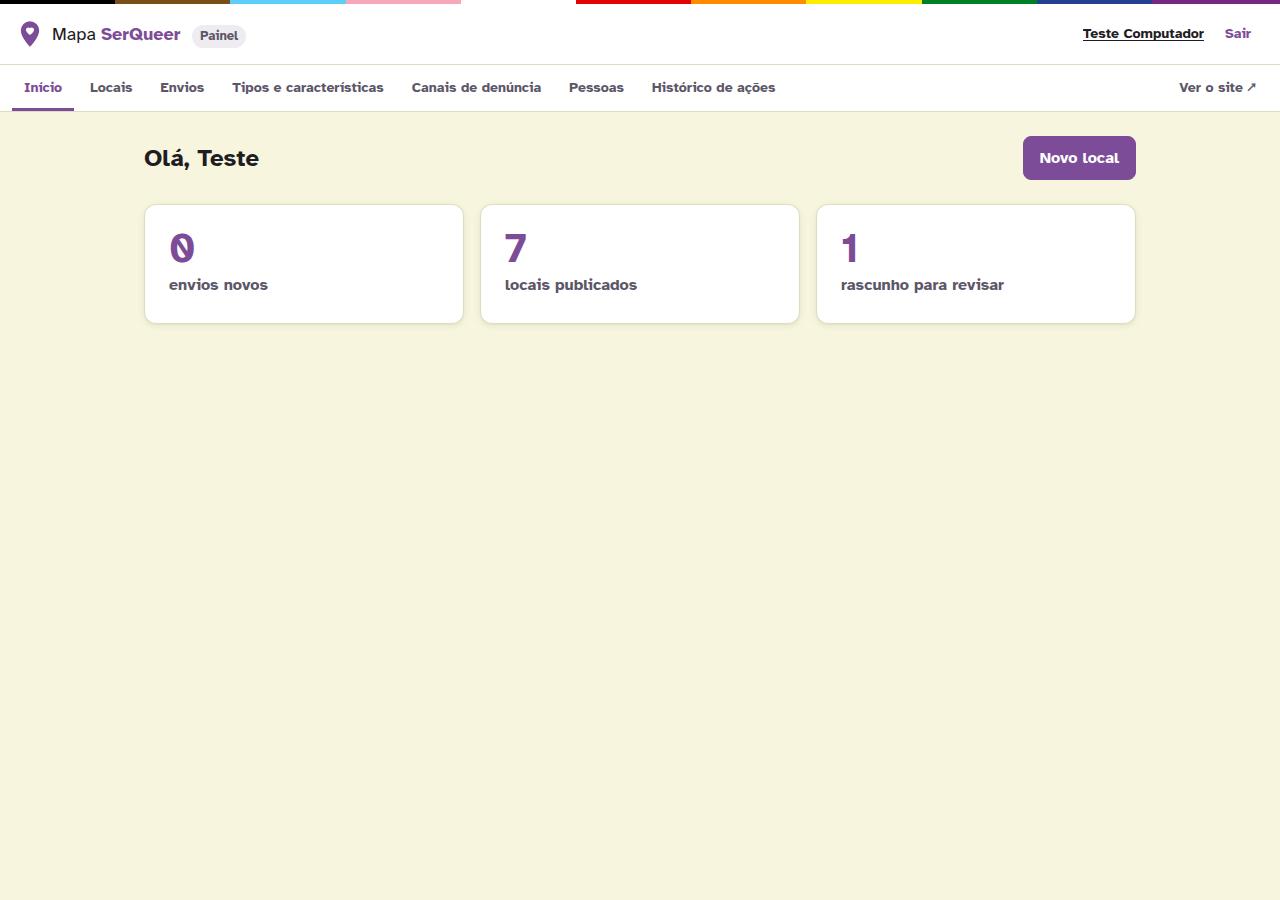 Mapa SerQueer Painel
Teste Computador Sair
Início Locais Envios Tipos e características Canais de denúncia Pessoas Histórico de ações Ver o site ↗
Olá, Teste
Novo local
0
envios novos
7
locais publicados
1
rascunho para revisar